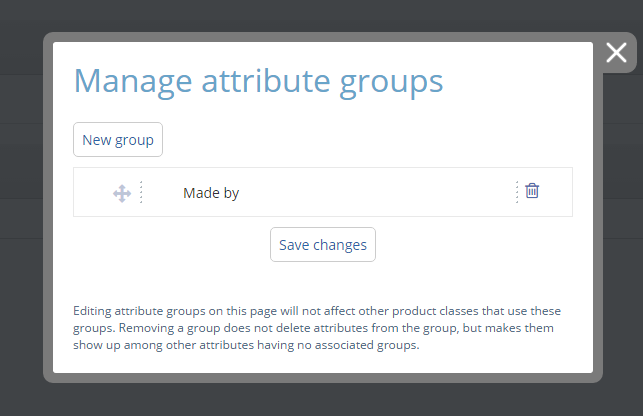 Manage attribute groups
New group
Made by
Save changes
Editing attribute groups on this page will not affect other product classes that use these
groups. Removing a group does not delete attributes from the group, but makes them
show up among other attributes having no associated groups.